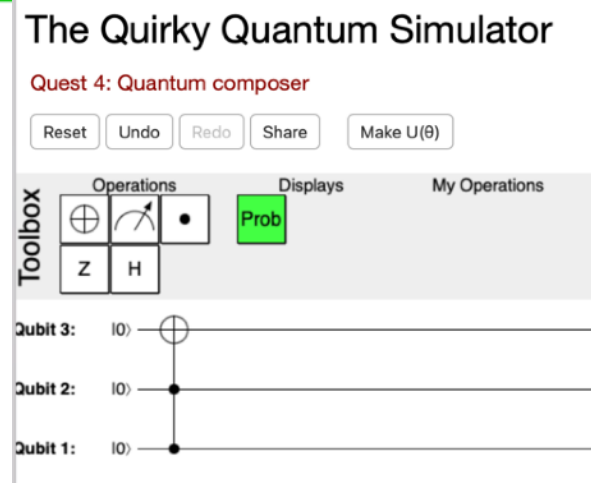 The Quirky Quantum Simulator
Quest 4: Quantum composer
Reset Undo Redo Share Make U(θ)
Toolbox
Operations Displays My Operations
Prob
Z H
Qubit 3: |0⟩
Qubit 2: |0⟩
Qubit 1: |0⟩